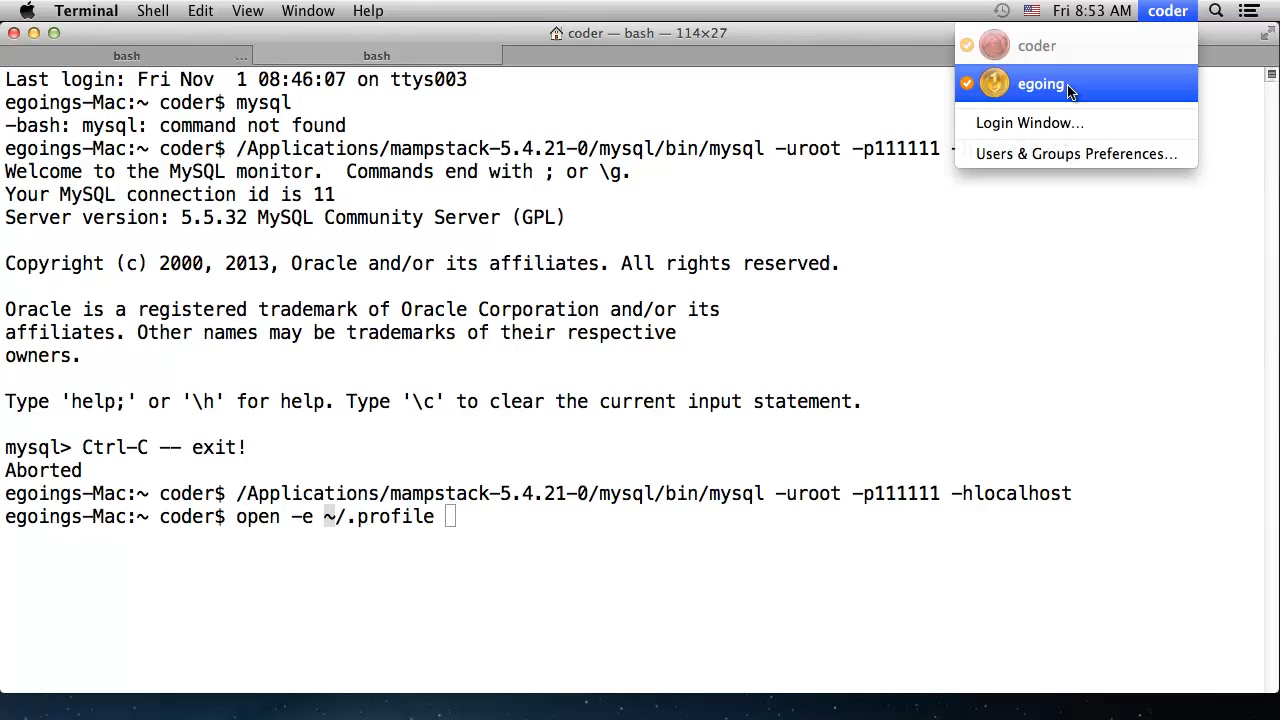 Terminal Shell Edit View Window Help Fri 8:53 AM coder
coder — bash — 114×27
bash ... bash
coder
egoing
Login Window...
Users & Groups Preferences...
Last login: Fri Nov  1 08:46:07 on ttys003
egoings-Mac:~ coder$ mysql
-bash: mysql: command not found
egoings-Mac:~ coder$ /Applications/mampstack-5.4.21-0/mysql/bin/mysql -uroot -p111111 -h
Welcome to the MySQL monitor.  Commands end with ; or \g.
Your MySQL connection id is 11
Server version: 5.5.32 MySQL Community Server (GPL)
Copyright (c) 2000, 2013, Oracle and/or its affiliates. All rights reserved.
Oracle is a registered trademark of Oracle Corporation and/or its
affiliates. Other names may be trademarks of their respective
owners.
Type 'help;' or '\h' for help. Type '\c' to clear the current input statement.
mysql> Ctrl-C -- exit!
Aborted
egoings-Mac:~ coder$ /Applications/mampstack-5.4.21-0/mysql/bin/mysql -uroot -p111111 -hlocalhost
egoings-Mac:~ coder$ open -e ~/.profile